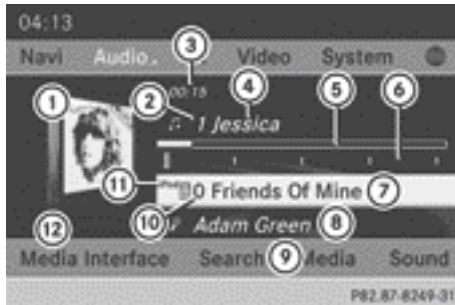 04:13
Navi Audio. Video System
3
1 2 00:15 4 5 6
1 Jessica
11 10 0 Friends Of Mine 7
12 Adam Green 8
Media Interface Search 9 Media Sound
P82.87-8249-31